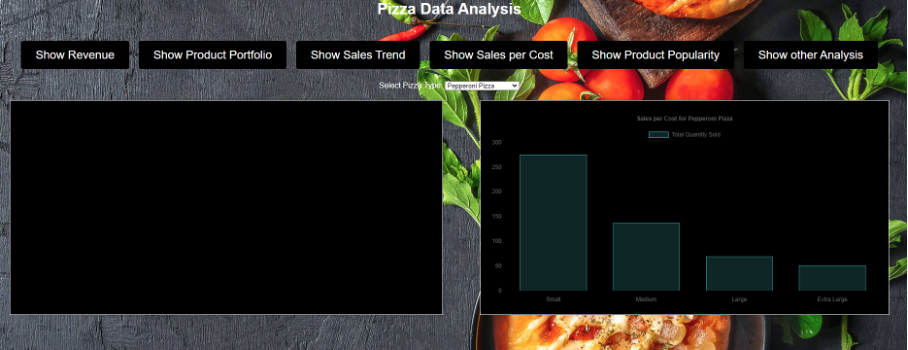 Pizza Data Analysis
Show Revenue
Show Product Portfolio
Show Sales Trend
Show Sales per Cost
Show Product Popularity
Show other Analysis
Select Pizza Type: Pepperoni Pizza
Sales per Cost for Pepperoni Pizza
Total Quantity Sold
300
250
200
150
100
50
0
Small Medium Large Extra Large